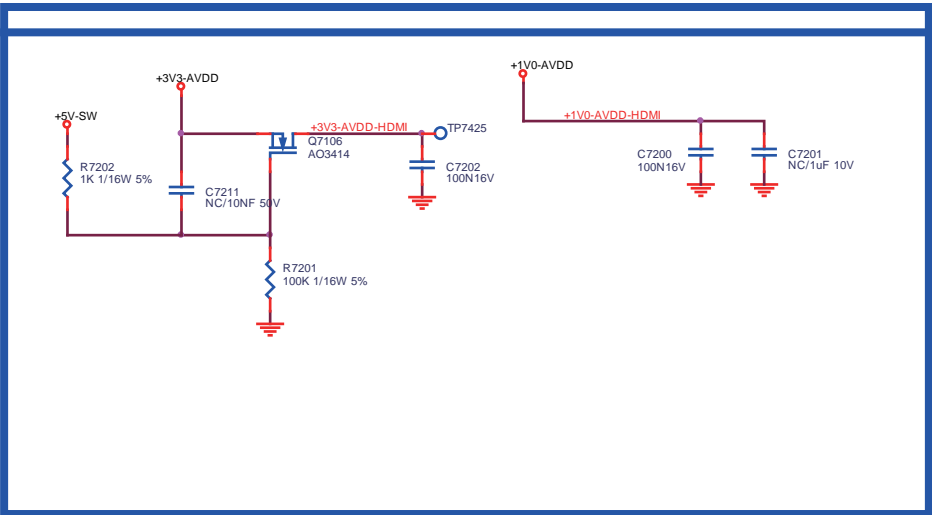 +1V0-AVDD
+3V3-AVDD
+5V-SW
+3V3-AVDD-HDMI
TP7425
+1V0-AVDD-HDMI
Q7106
AO3414
R7202
1K 1/16W 5%
C7211
NC/10NF 50V
C7202
100N16V
C7200
100N16V
C7201
NC/1uF 10V
R7201
100K 1/16W 5%